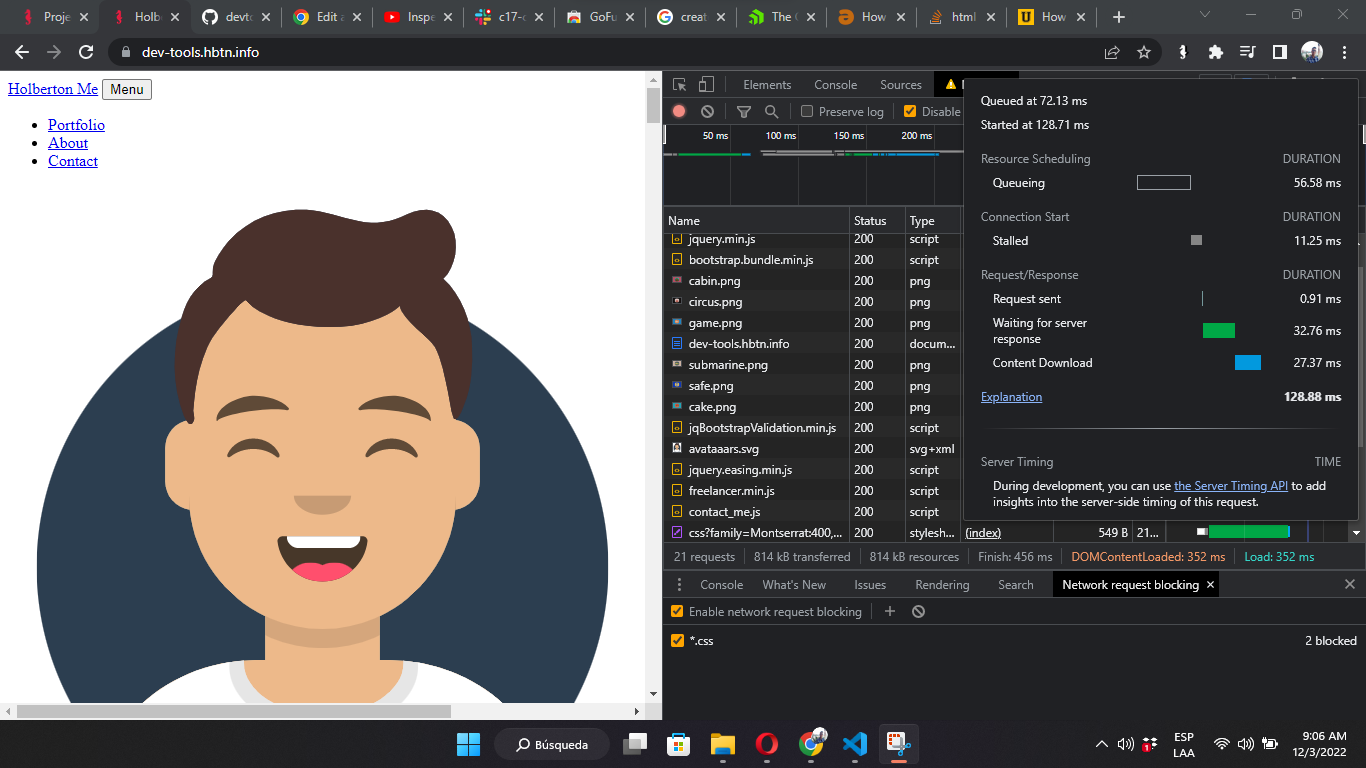 Proje
Holb
devto
Edit a
Inspe
c17-c
GoFu
creat
The C
How
html
How
dev-tools.hbtn.info
Holberton Me Menu
Portfolio
About
Contact
Elements Console Sources
Preserve log Disable
50 ms 100 ms 150 ms 200 ms
Name Status Type
jquery.min.js 200 script
bootstrap.bundle.min.js 200 script
cabin.png 200 png
circus.png 200 png
game.png 200 png
dev-tools.hbtn.info 200 docum...
submarine.png 200 png
safe.png 200 png
cake.png 200 png
jqBootstrapValidation.min.js 200 script
avataaars.svg 200 svg+xml
jquery.easing.min.js 200 script
freelancer.min.js 200 script
contact_me.js 200 script
css?family=Montserrat:400,... 200 stylesh... (index) 549 B 21...
Queued at 72.13 ms
Started at 128.71 ms
Resource Scheduling DURATION
Queueing 56.58 ms
Connection Start DURATION
Stalled 11.25 ms
Request/Response DURATION
Request sent 0.91 ms
Waiting for server
response 32.76 ms
Content Download 27.37 ms
Explanation 128.88 ms
Server Timing TIME
During development, you can use the Server Timing API to add
insights into the server-side timing of this request.
21 requests 814 kB transferred 814 kB resources Finish: 456 ms DOMContentLoaded: 352 ms Load: 352 ms
Console What's New Issues Rendering Search Network request blocking
Enable network request blocking
*.css 2 blocked
Búsqueda
ESP
LAA
9:06 AM
12/3/2022